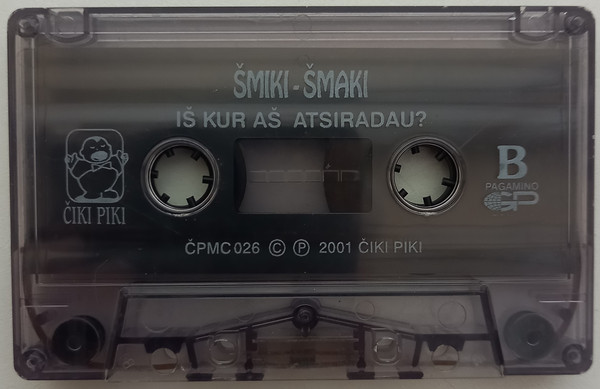 ŠMIKI - ŠMAKI
IŠ KUR AŠ ATSIRADAU?
ČIKI PIKI
B
PAGAMINO
GP
ČPMC 026 © ℗ 2001 ČIKI PIKI